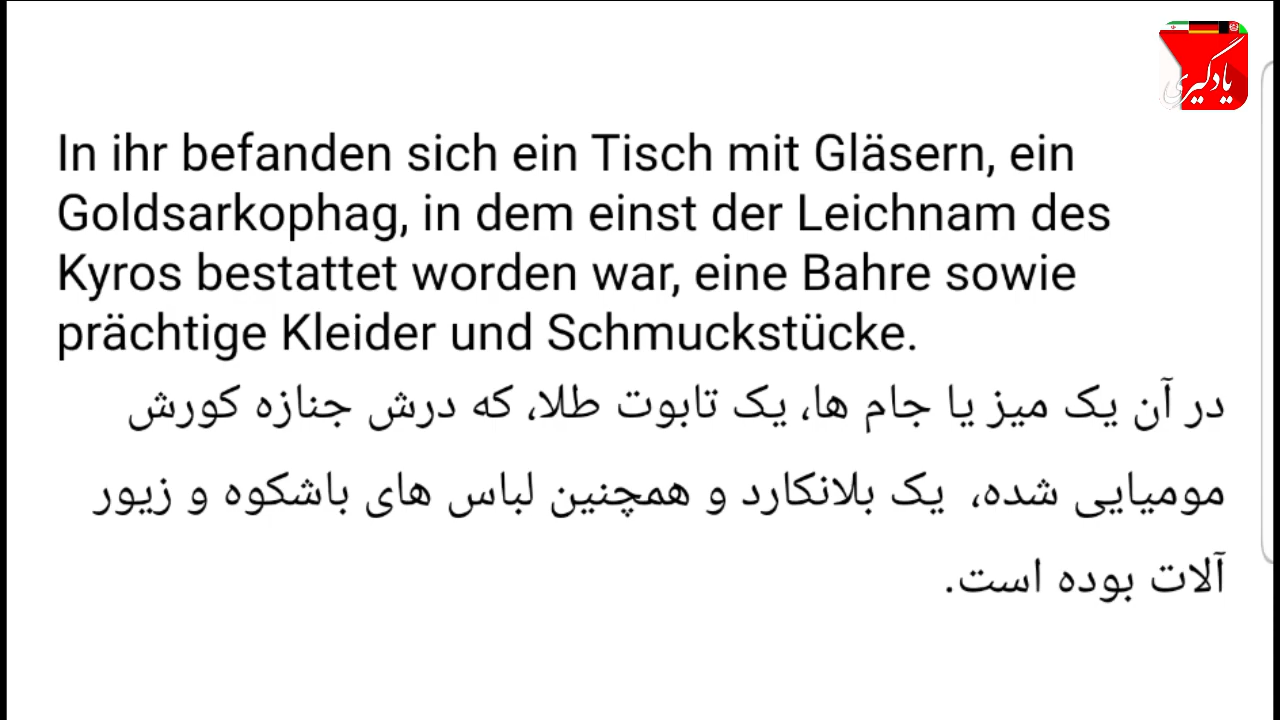 یادگیری
In ihr befanden sich ein Tisch mit Gläsern, ein
Goldsarkophag, in dem einst der Leichnam des
Kyros bestattet worden war, eine Bahre sowie
prächtige Kleider und Schmuckstücke.
در آن یک میز یا جام ها، یک تابوت طلا، که درش جنازه کورش
مومیایی شده، یک بلانکارد و همچنین لباس های باشکوه و زیور
آلات بوده است.